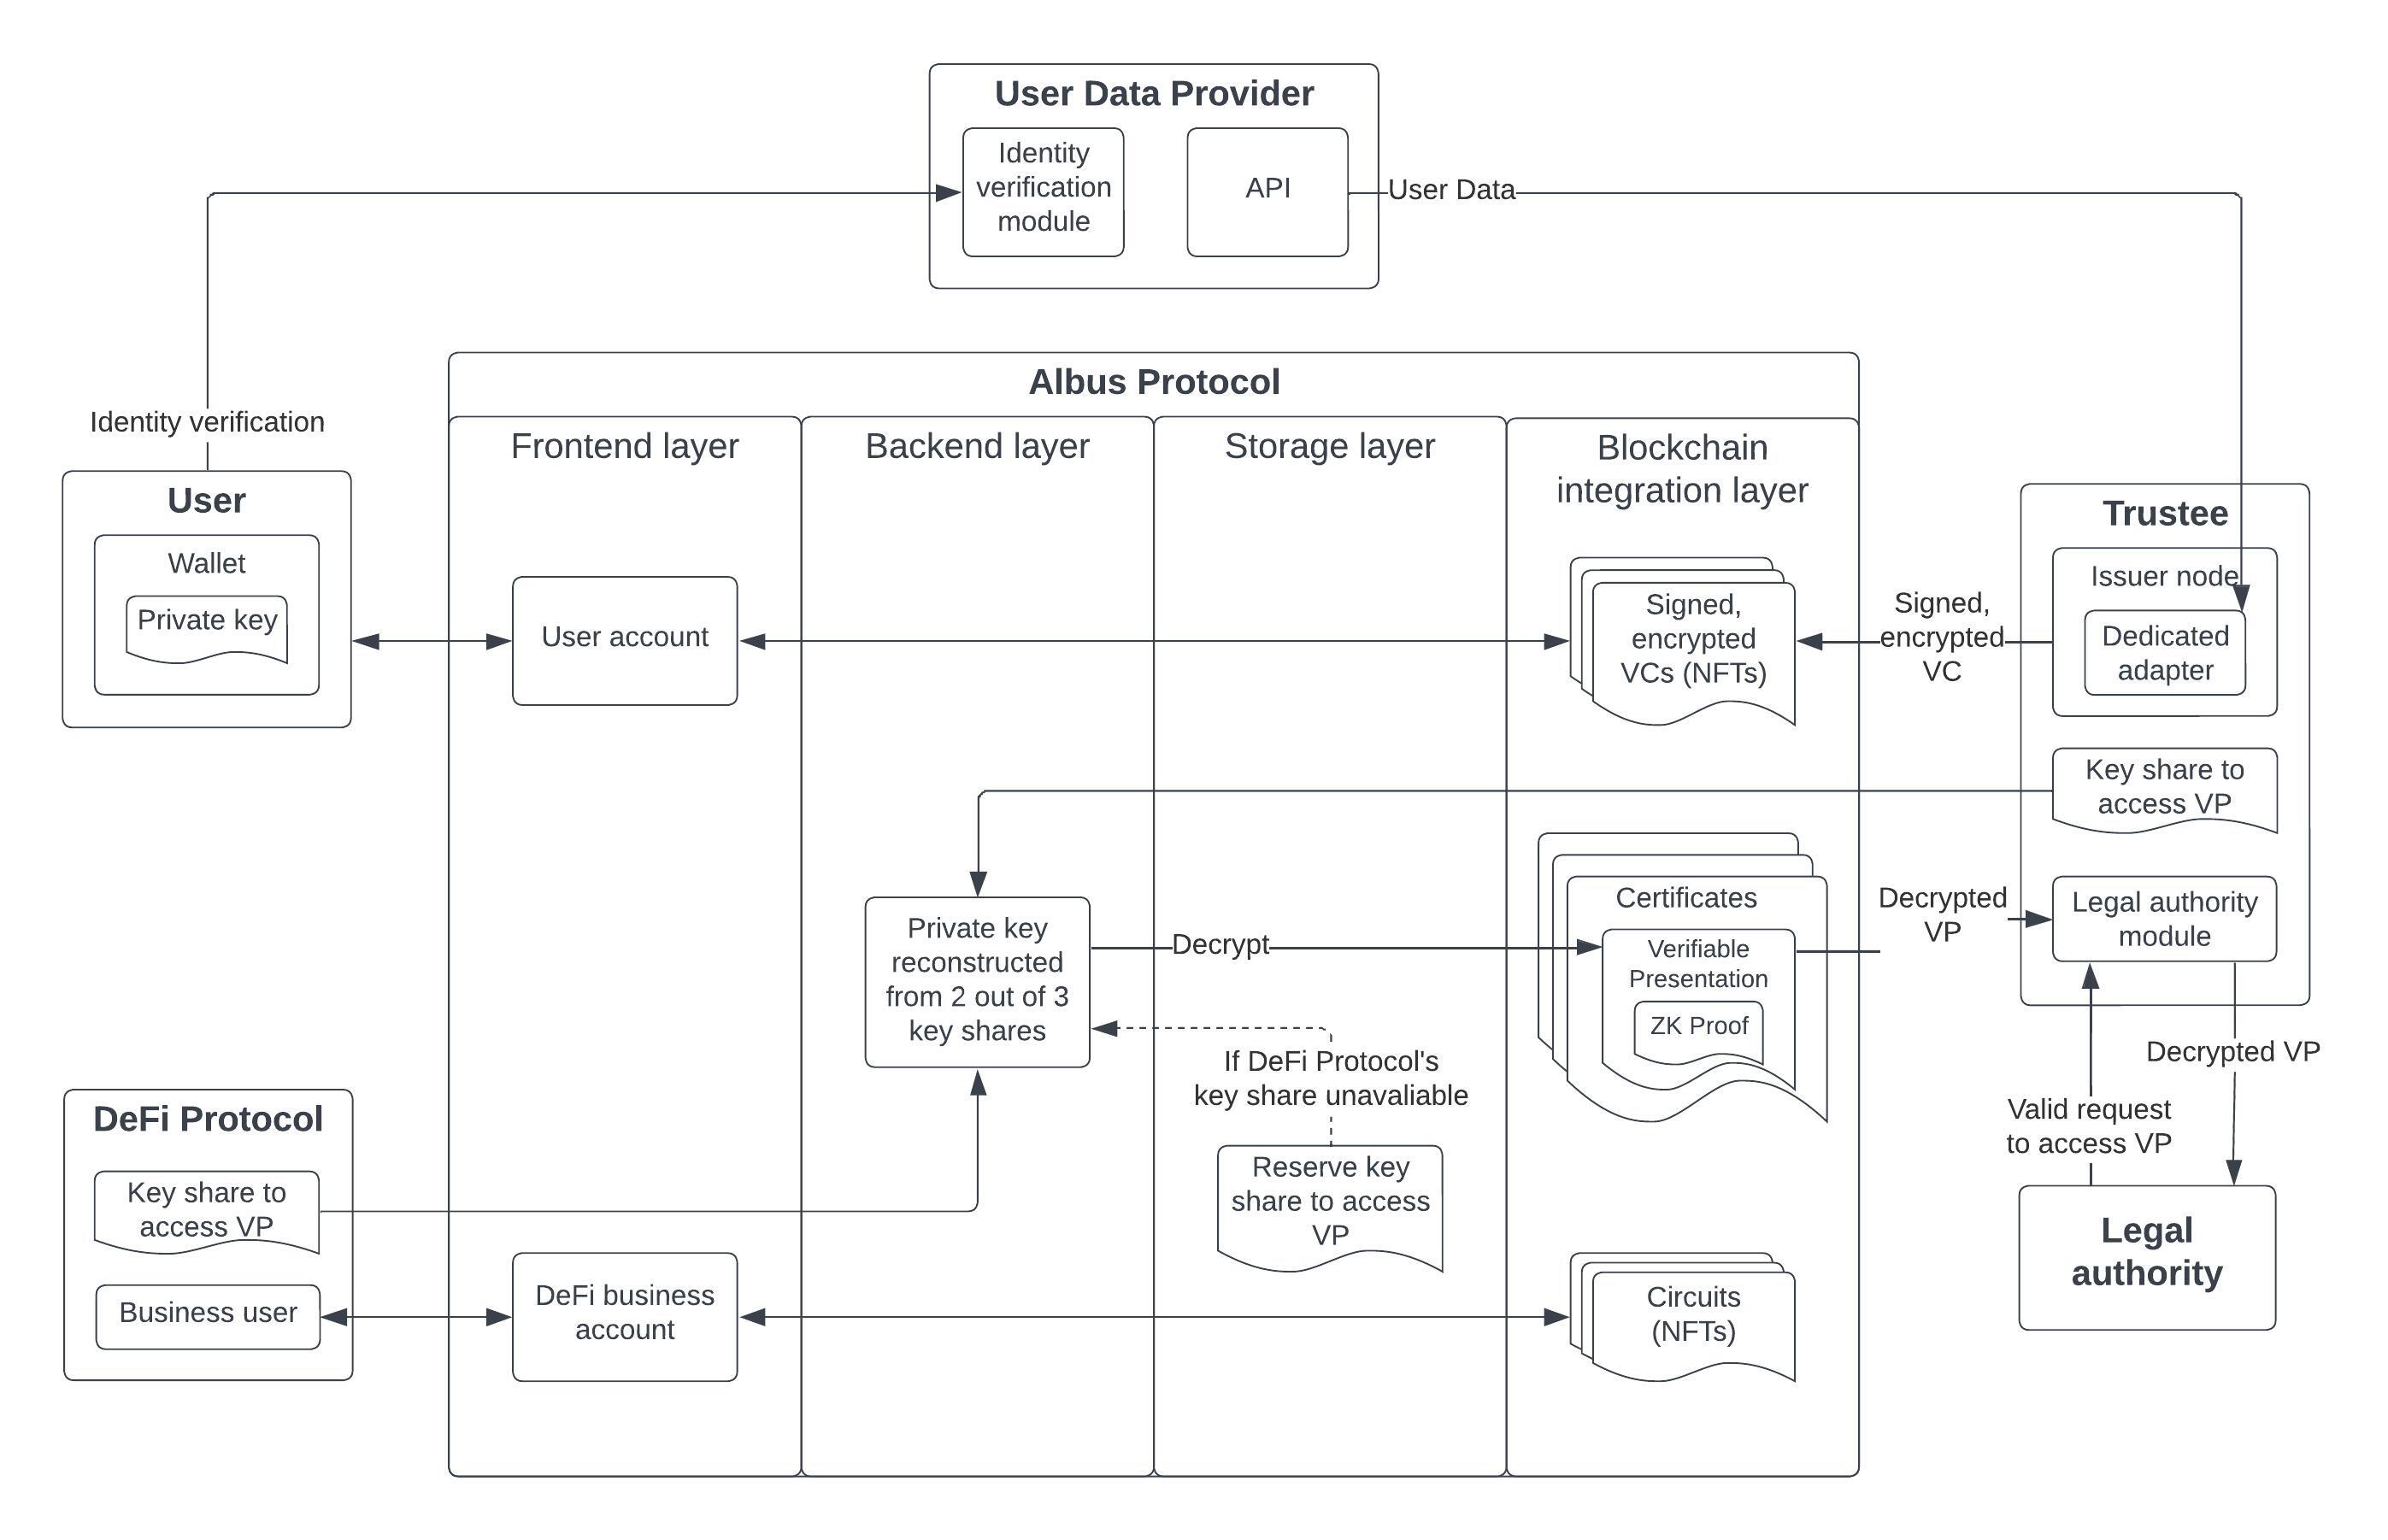 User Data Provider
Identity
verification
module
API
User Data
Albus Protocol
Identity verification
Frontend layer
Backend layer
Storage layer
Blockchain
integration layer
User
Wallet
Private key
User account
Signed,
encrypted
VCs (NFTs)
Signed,
encrypted
VC
Trustee
Issuer node
Dedicated
adapter
Key share to
access VP
Private key
reconstructed
from 2 out of 3
key shares
Decrypt
Certificates
Verifiable
Presentation
ZK Proof
Decrypted
VP
Legal authority
module
If DeFi Protocol's
key share unavaliable
Decrypted VP
Valid request
to access VP
DeFi Protocol
Key share to
access VP
Business user
DeFi business
account
Reserve key
share to access
VP
Circuits
(NFTs)
Legal
authority